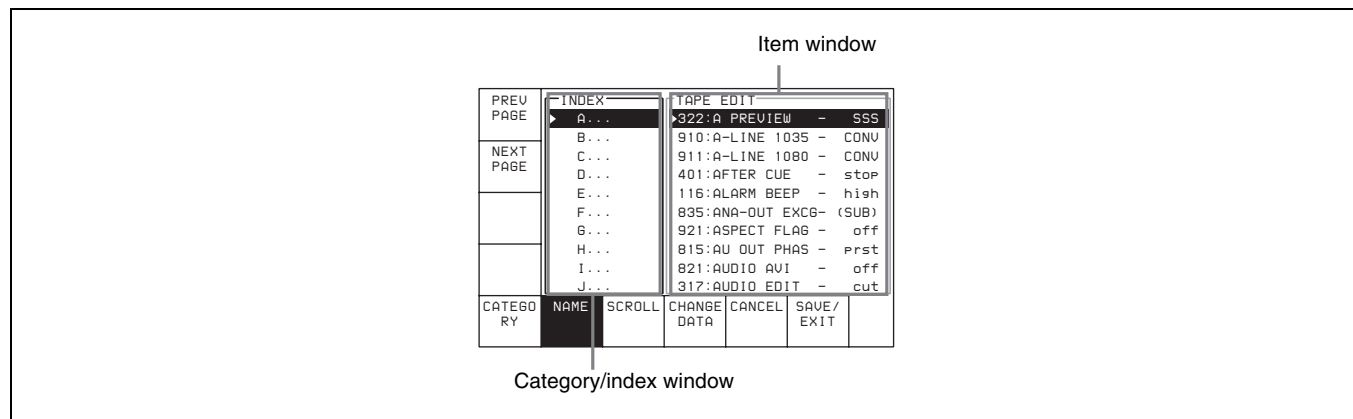 Item window
PREV PAGE
NEXT PAGE
INDEX
A...
B...
C...
D...
E...
F...
G...
H...
I...
J...
TAPE EDIT
322:A PREVIEW - SSS
910:A-LINE 1035 - CONV
911:A-LINE 1080 - CONV
401:AFTER CUE - stop
116:ALARM BEEP - high
835:ANA-OUT EXCG- (SUB)
921:ASPECT FLAG - off
815:AU OUT PHAS - prst
821:AUDIO AVI - off
317:AUDIO EDIT - cut
CATEGO RY
NAME
SCROLL
CHANGE DATA
CANCEL
SAVE/ EXIT
Category/index window